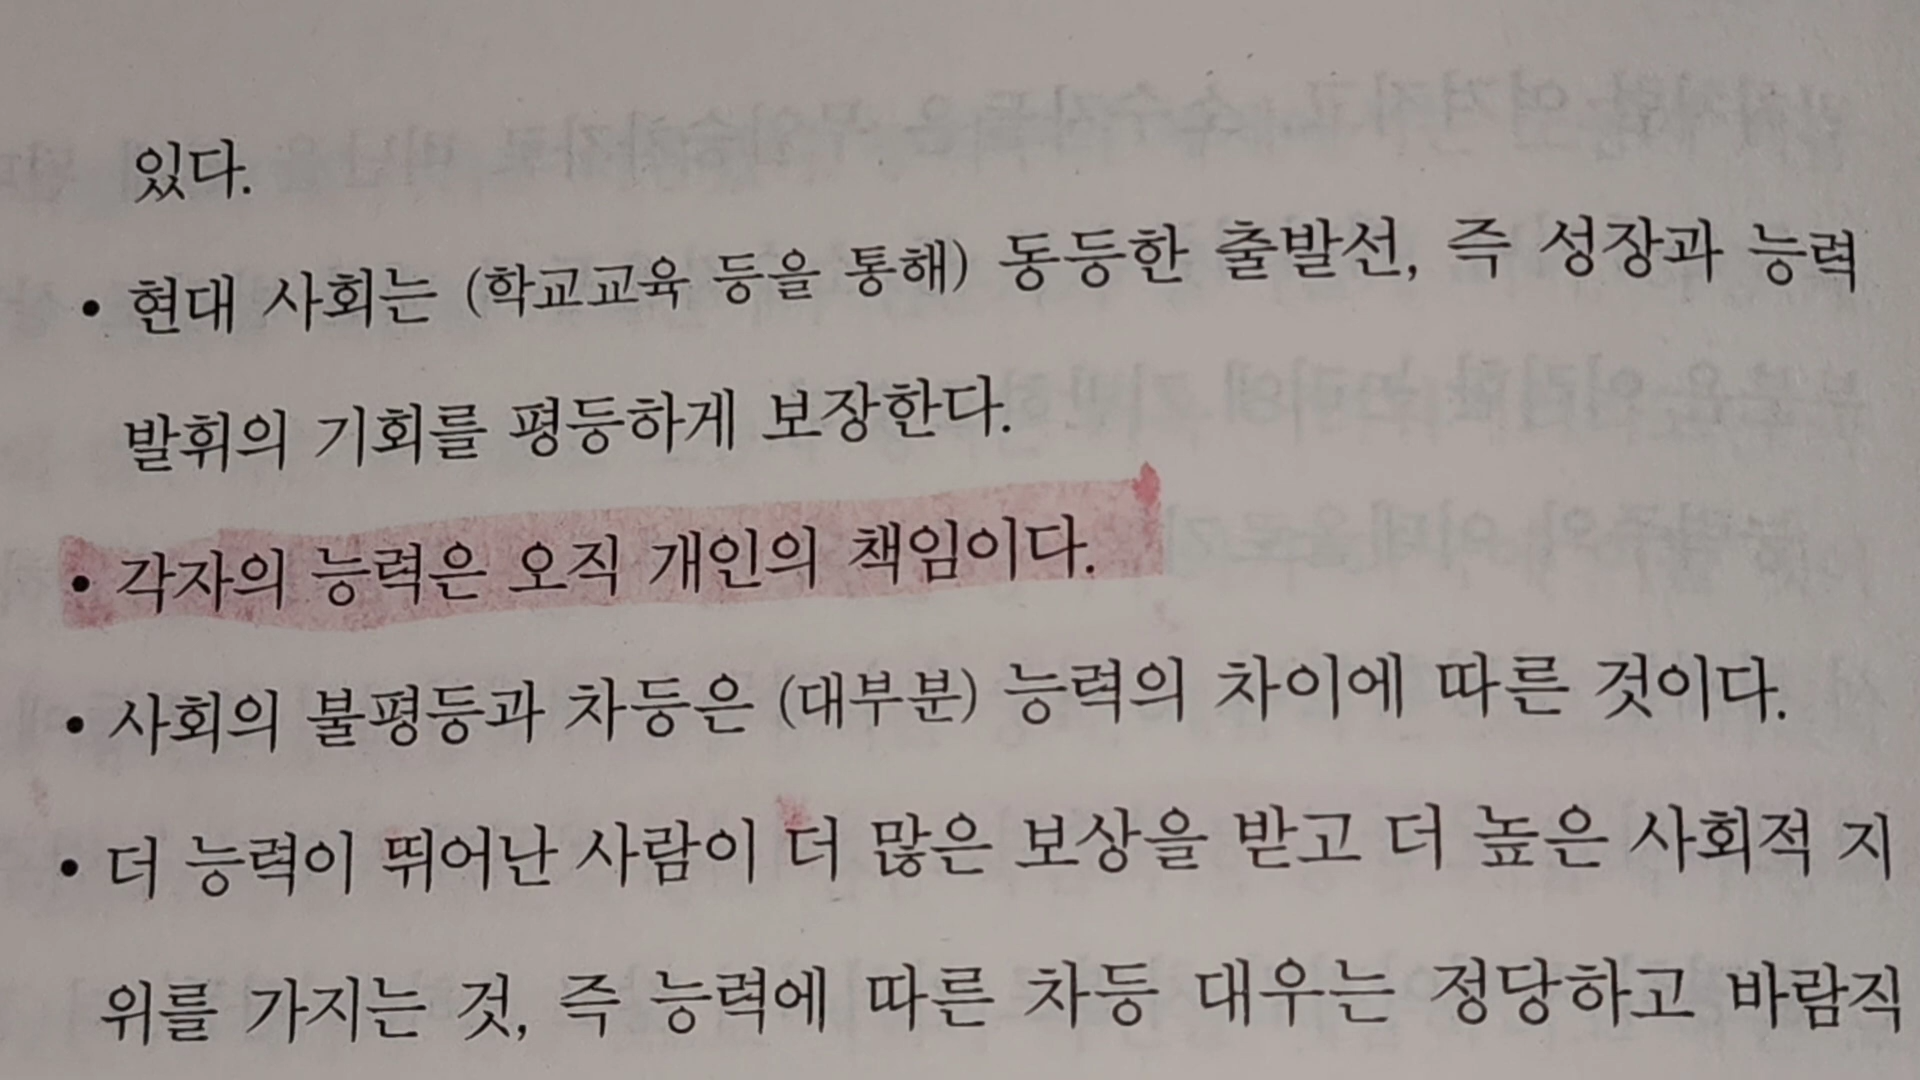 있다.
• 현대 사회는 (학교교육 등을 통해) 동등한 출발선, 즉 성장과 능력
발휘의 기회를 평등하게 보장한다.
• 각자의 능력은 오직 개인의 책임이다.
• 사회의 불평등과 차등은 (대부분) 능력의 차이에 따른 것이다.
• 더 능력이 뛰어난 사람이 더 많은 보상을 받고 더 높은 사회적 지
위를 가지는 것, 즉 능력에 따른 차등 대우는 정당하고 바람직